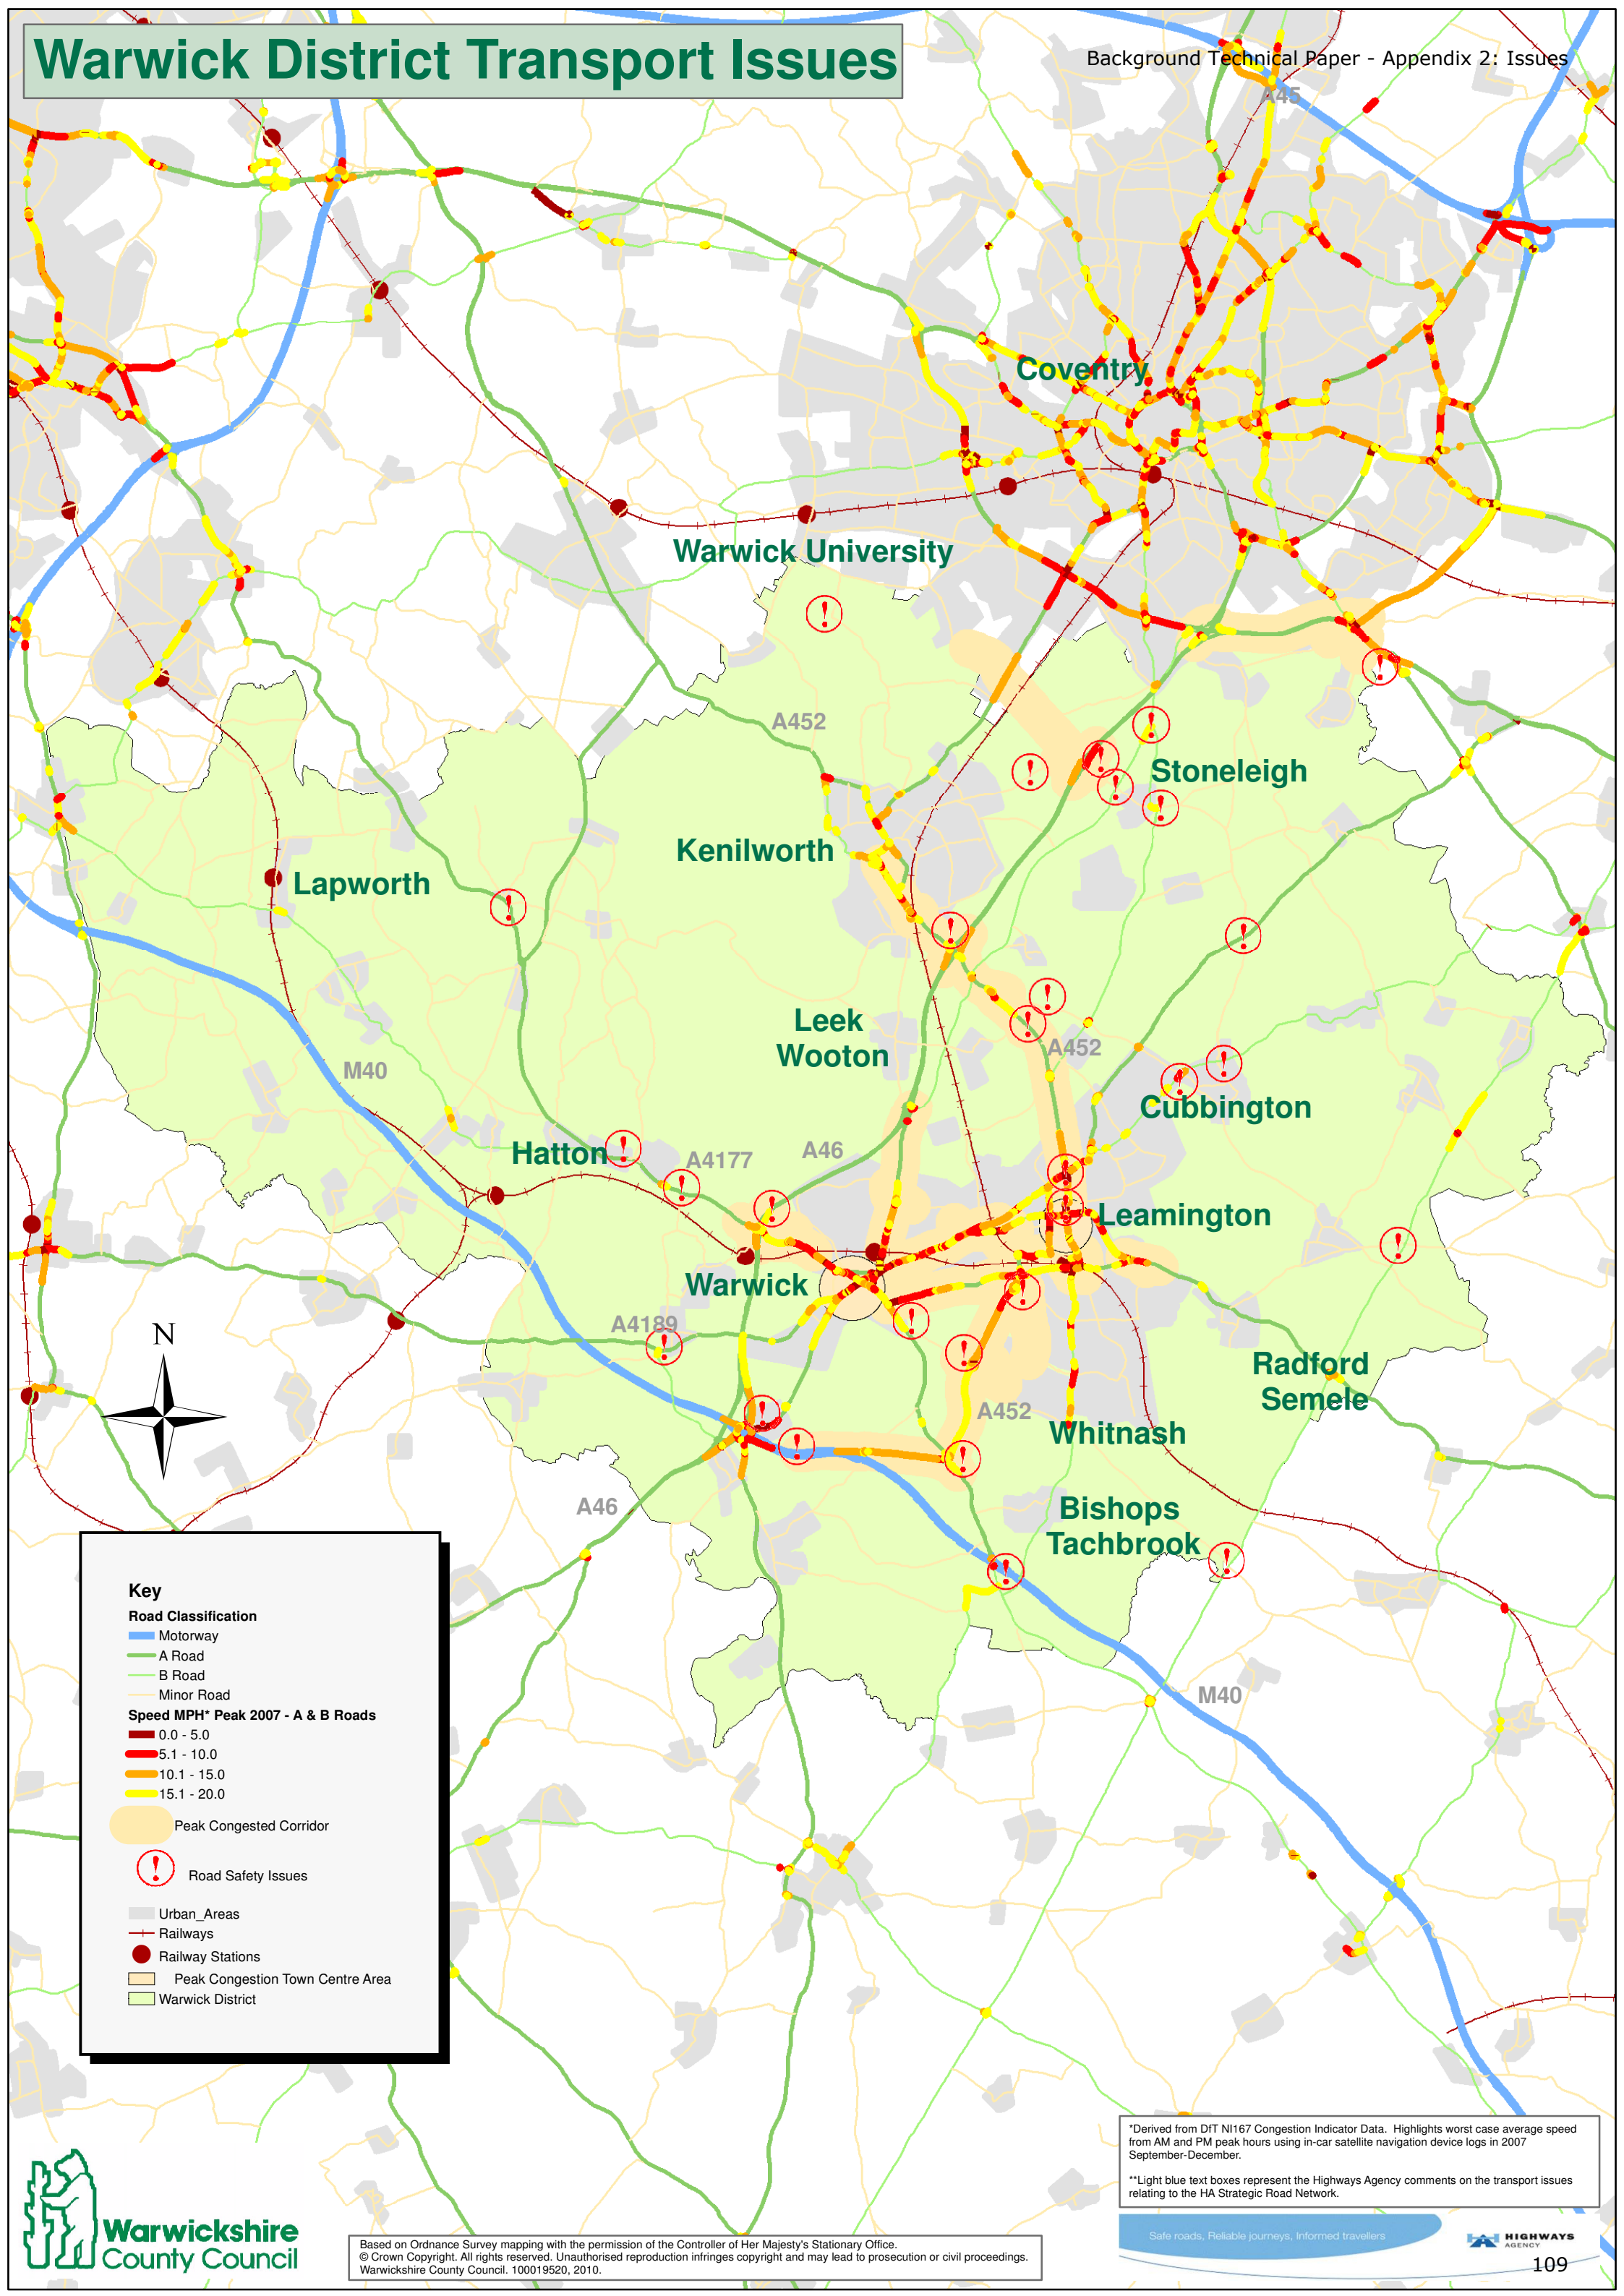 Warwick District Transport Issues
Background Technical Paper - Appendix 2: Issues
A45
Coventry
Warwick University
A452
Stoneleigh
Kenilworth
Lapworth
Leek
Wooton
A452
M40
Cubbington
Hatton
A4177
A46
Leamington
Warwick
A4189
N
Radford
Semele
A452
Whitnash
A46
Bishops
Tachbrook
M40
Key
Road Classification
Motorway
A Road
B Road
Minor Road
Speed MPH* Peak 2007 - A & B Roads
0.0 - 5.0
5.1 - 10.0
10.1 - 15.0
15.1 - 20.0
Peak Congested Corridor
Road Safety Issues
Urban_Areas
Railways
Railway Stations
Peak Congestion Town Centre Area
Warwick District
*Derived from DfT NI167 Congestion Indicator Data. Highlights worst case average speed
from AM and PM peak hours using in-car satellite navigation device logs in 2007
September-December.
**Light blue text boxes represent the Highways Agency comments on the transport issues
relating to the HA Strategic Road Network.
Safe roads, Reliable journeys, Informed travellers
HIGHWAYS
AGENCY
109
Warwickshire
County Council
Based on Ordnance Survey mapping with the permission of the Controller of Her Majesty's Stationary Office.
© Crown Copyright. All rights reserved. Unauthorised reproduction infringes copyright and may lead to prosecution or civil proceedings.
Warwickshire County Council. 100019520, 2010.